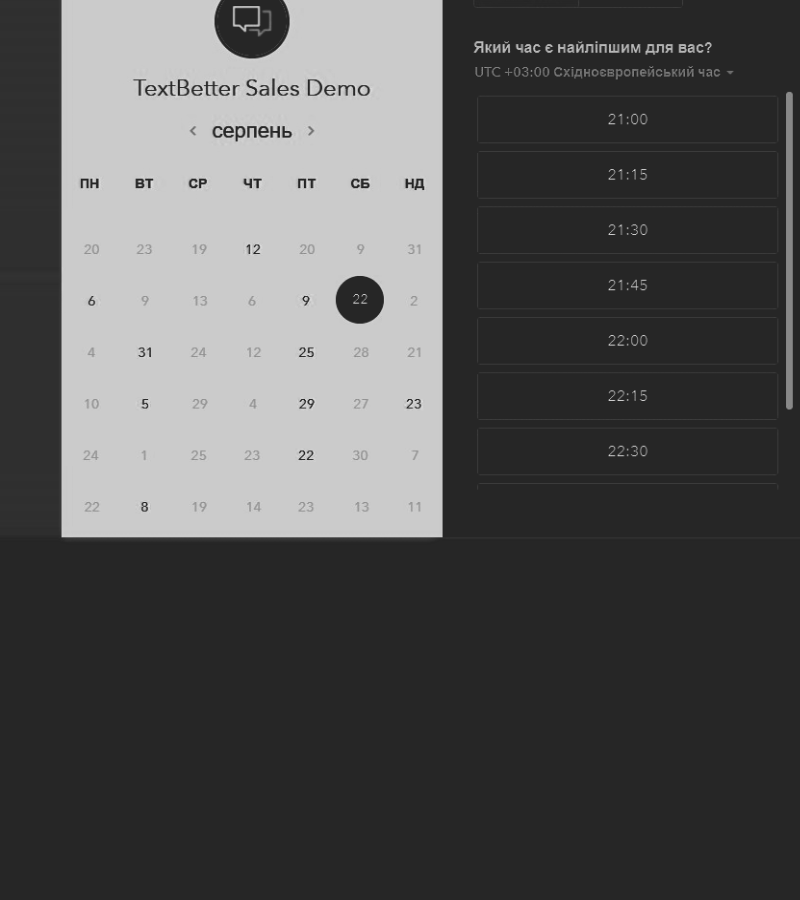 TextBetter Sales Demo
серпень
ПН ВТ СР ЧТ ПТ СБ НД
20 23 19 12 20 9 31
6 9 13 6 9 22 2
4 31 24 12 25 28 21
10 5 29 4 29 27 23
24 1 25 23 22 30 7
22 8 19 14 23 13 11
Який час є найліпшим для вас?
UTC +03:00 Східноєвропейський час
21:00
21:15
21:30
21:45
22:00
22:15
22:30